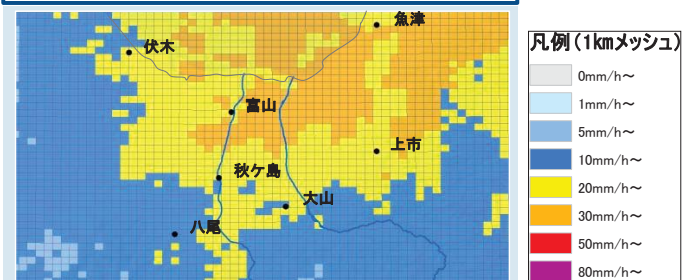 魚津
伏木
富山
上市
秋ケ島
大山
八尾
凡例(1kmメッシュ)
0mm/h～
1mm/h～
5mm/h～
10mm/h～
20mm/h～
30mm/h～
50mm/h～
80mm/h～